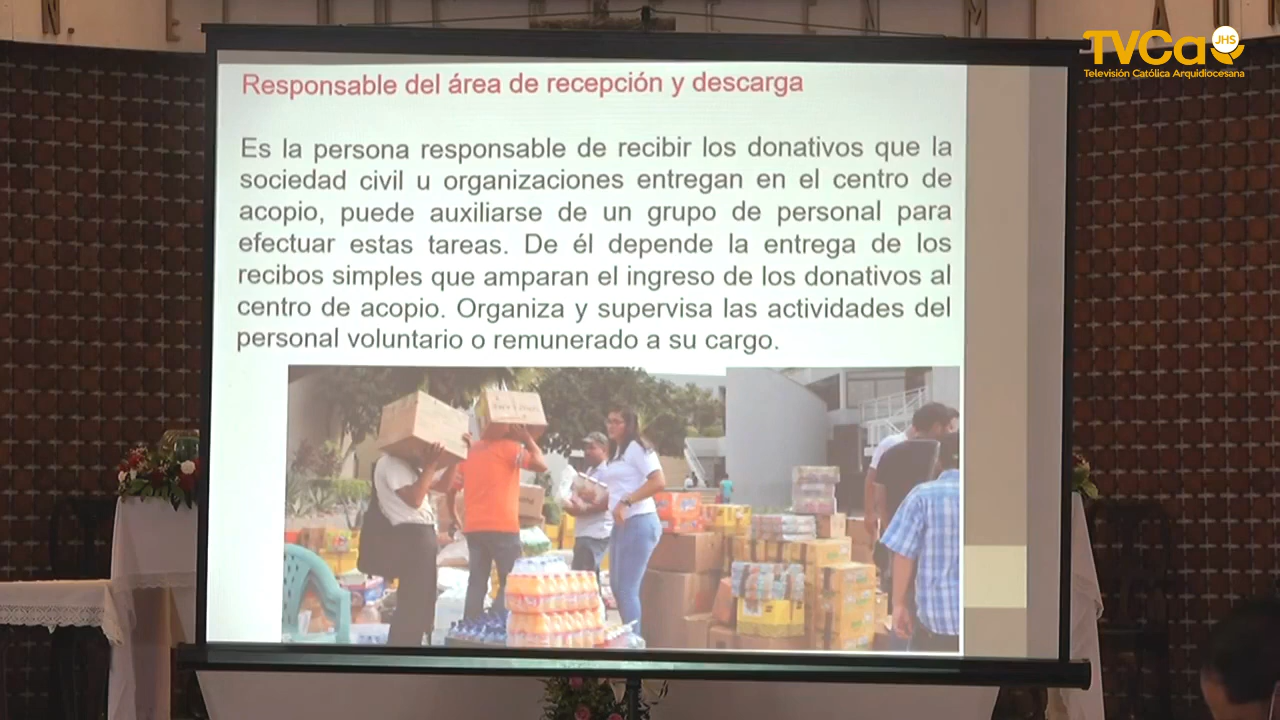 TVCa
JHS
Televisión Católica Arquidiocesana
Responsable del área de recepción y descarga
Es la persona responsable de recibir los donativos que la
sociedad civil u organizaciones entregan en el centro de
acopio, puede auxiliarse de un grupo de personal para
efectuar estas tareas. De él depende la entrega de los
recibos simples que amparan el ingreso de los donativos al
centro de acopio. Organiza y supervisa las actividades del
personal voluntario o remunerado a su cargo.